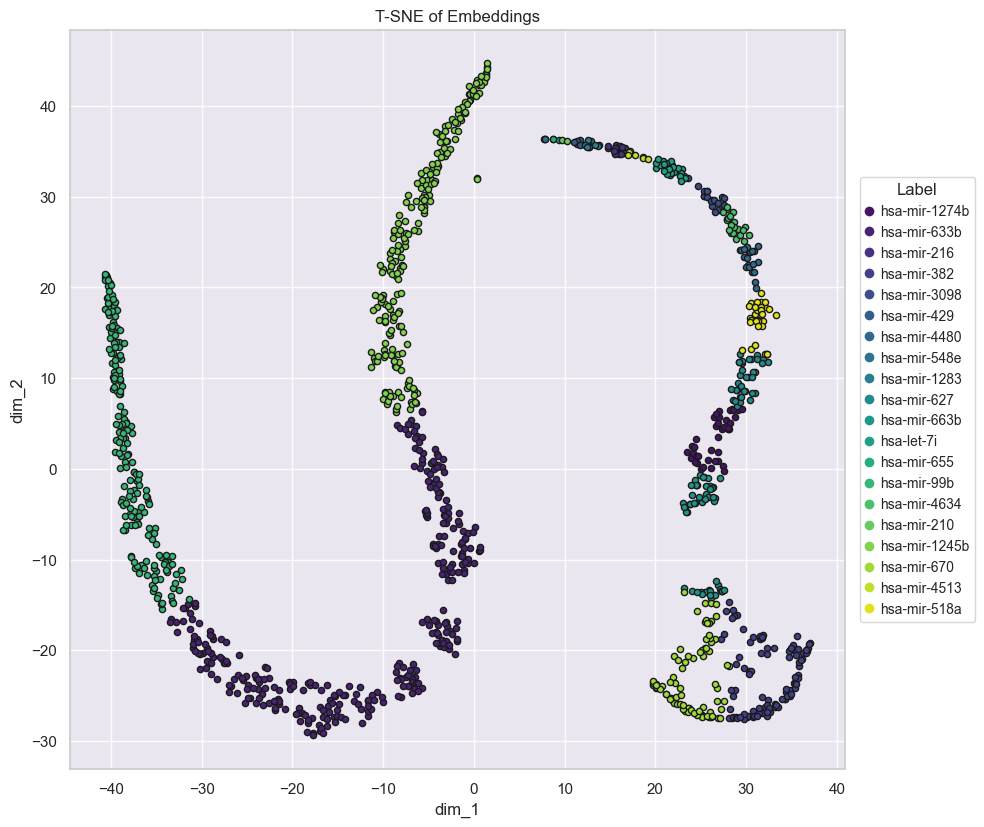 T-SNE of Embeddings
40
30
20
10
0
−10
−20
−30
dim_2
−40
−30
−20
−10
0
10
20
30
40
dim_1
Label
hsa-mir-1274b
hsa-mir-633b
hsa-mir-216
hsa-mir-382
hsa-mir-3098
hsa-mir-429
hsa-mir-4480
hsa-mir-548e
hsa-mir-1283
hsa-mir-627
hsa-mir-663b
hsa-let-7i
hsa-mir-655
hsa-mir-99b
hsa-mir-4634
hsa-mir-210
hsa-mir-1245b
hsa-mir-670
hsa-mir-4513
hsa-mir-518a